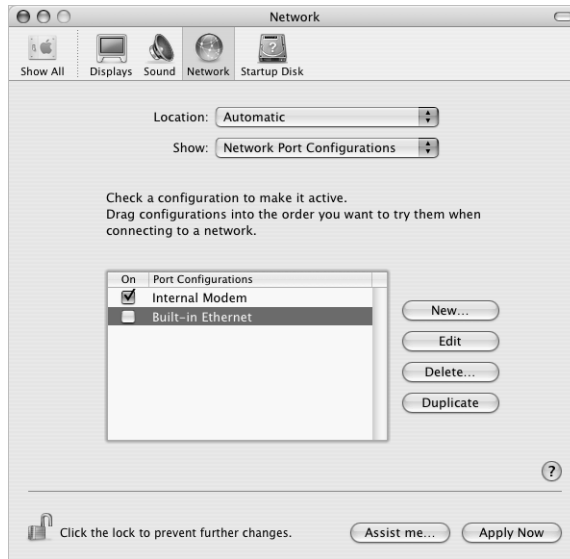 Network
Show All
Displays
Sound
Network
Startup Disk
Location: Automatic
Show: Network Port Configurations
Check a configuration to make it active.
Drag configurations into the order you want to try them when
connecting to a network.
On Port Configurations
Internal Modem
Built-in Ethernet
New...
Edit
Delete...
Duplicate
?
Click the lock to prevent further changes.
Assist me...
Apply Now